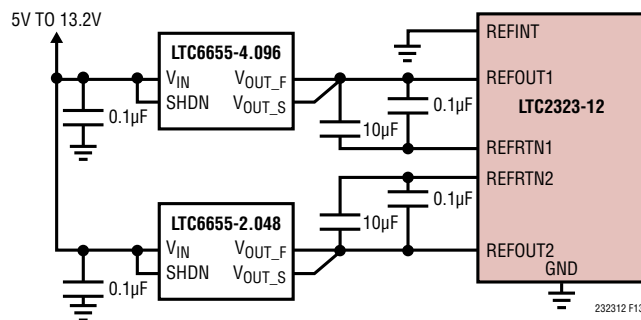 5V TO 13.2V
LTC6655-4.096
VIN
SHDN
VOUT_F
VOUT_S
0.1µF
10µF
0.1µF
REFINT
REFOUT1
LTC2323-12
REFRTN1
REFRTN2
REFOUT2
GND
LTC6655-2.048
VIN
SHDN
VOUT_F
VOUT_S
0.1µF
10µF
0.1µF
232312 F13